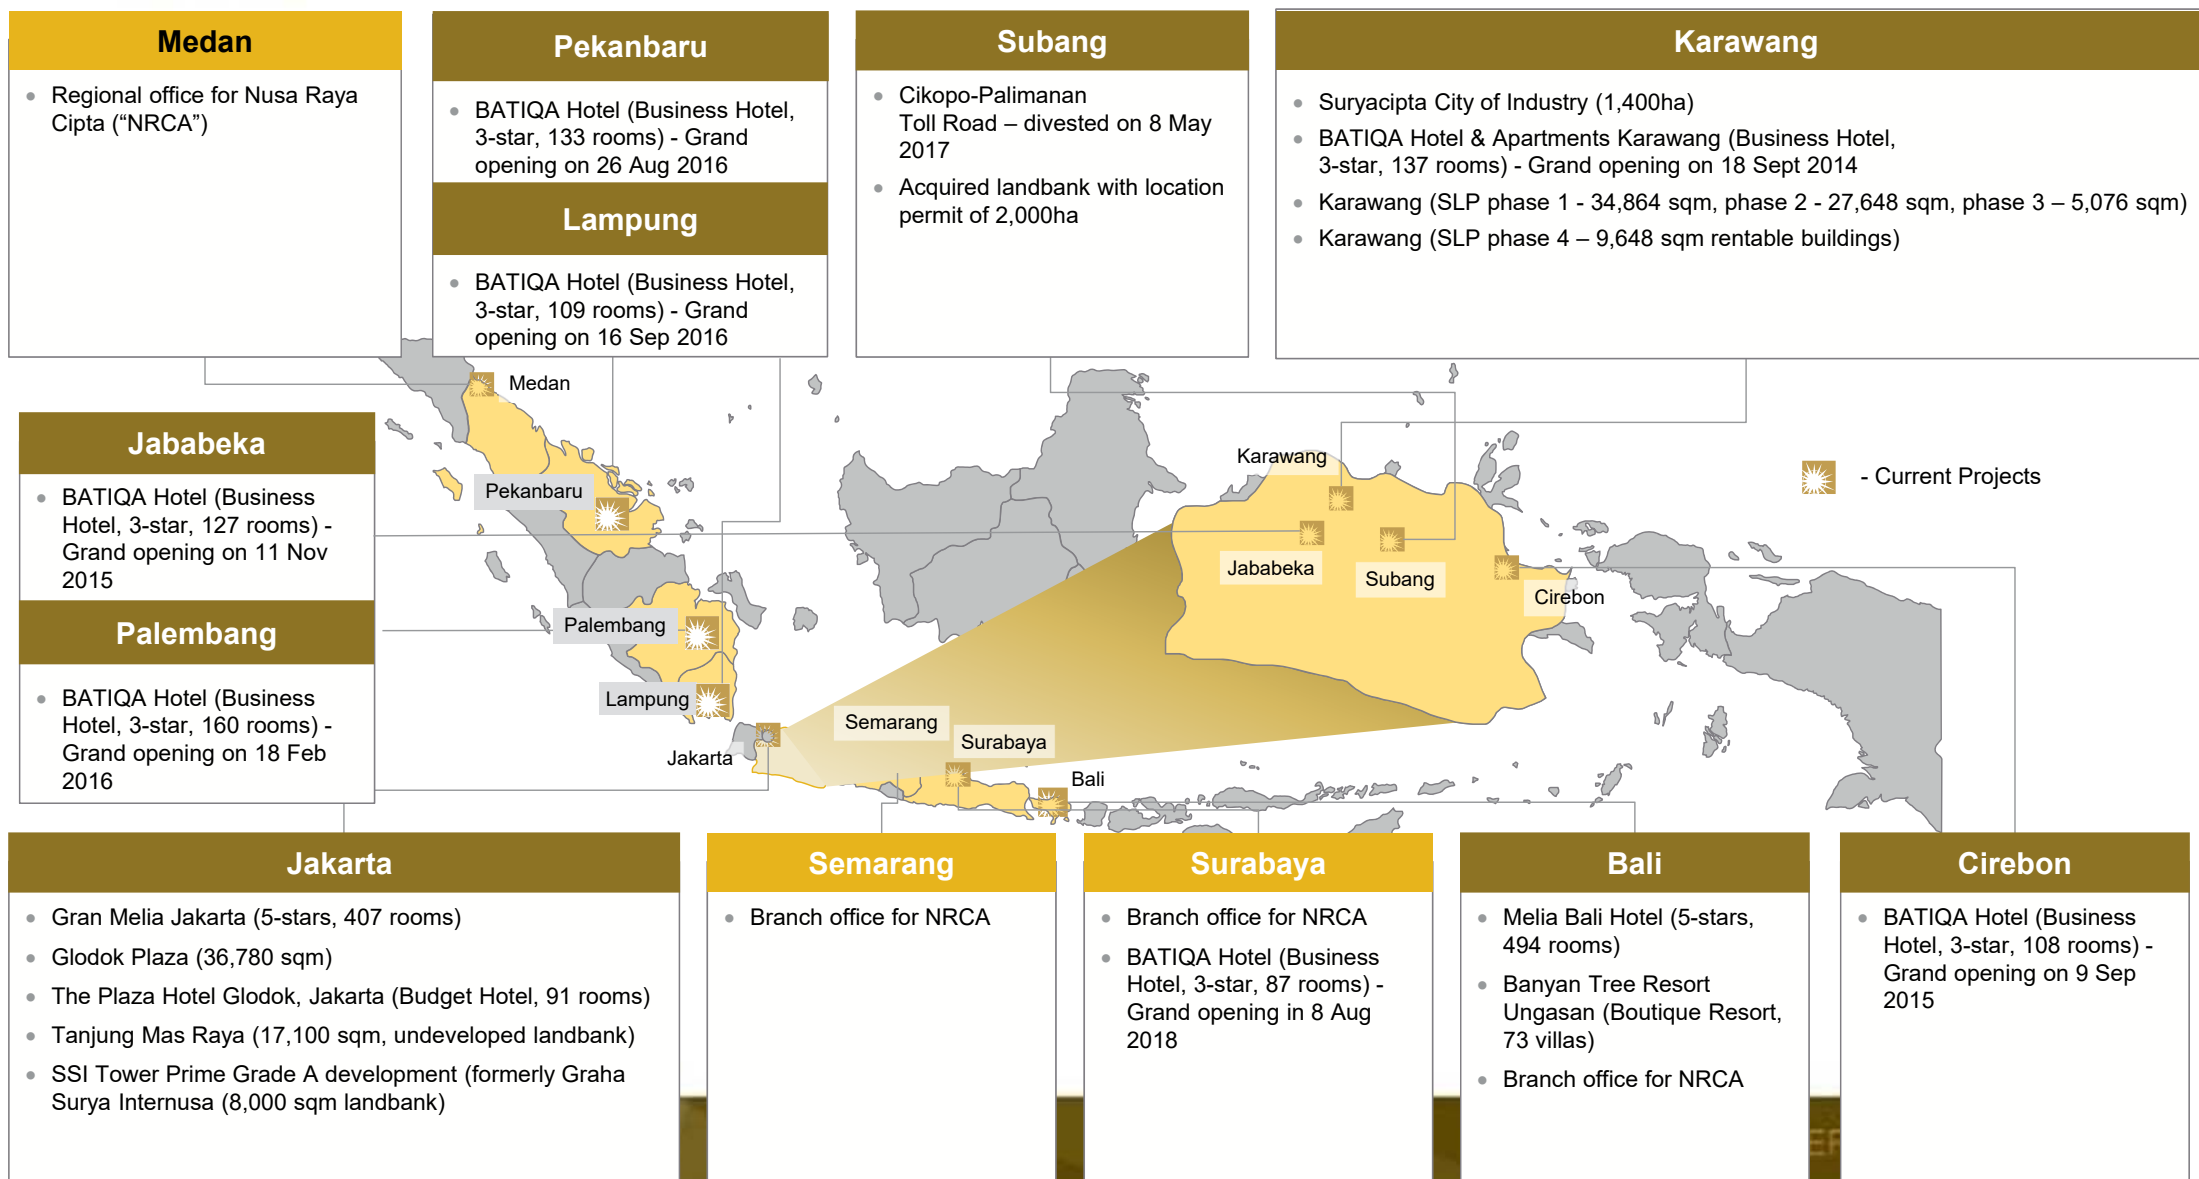 Medan
Regional office for Nusa Raya
Cipta (“NRCA”)
Pekanbaru
BATIQA Hotel (Business Hotel,
3-star, 133 rooms) - Grand
opening on 26 Aug 2016
Lampung
BATIQA Hotel (Business Hotel,
3-star, 109 rooms) - Grand
opening on 16 Sep 2016
Subang
Cikopo-Palimanan
Toll Road – divested on 8 May
2017
Acquired landbank with location
permit of 2,000ha
Karawang
Suryacipta City of Industry (1,400ha)
BATIQA Hotel & Apartments Karawang (Business Hotel,
3-star, 137 rooms) - Grand opening on 18 Sept 2014
Karawang (SLP phase 1 - 34,864 sqm, phase 2 - 27,648 sqm, phase 3 – 5,076 sqm)
Karawang (SLP phase 4 – 9,648 sqm rentable buildings)
Jababeka
BATIQA Hotel (Business
Hotel, 3-star, 127 rooms) -
Grand opening on 11 Nov
2015
Palembang
BATIQA Hotel (Business
Hotel, 3-star, 160 rooms) -
Grand opening on 18 Feb
2016
Medan
Pekanbaru
Palembang
Lampung
Jakarta
Semarang
Surabaya
Bali
Karawang
Jababeka
Subang
Cirebon
- Current Projects
Jakarta
Gran Melia Jakarta (5-stars, 407 rooms)
Glodok Plaza (36,780 sqm)
The Plaza Hotel Glodok, Jakarta (Budget Hotel, 91 rooms)
Tanjung Mas Raya (17,100 sqm, undeveloped landbank)
SSI Tower Prime Grade A development (formerly Graha
Surya Internusa (8,000 sqm landbank)
Semarang
Branch office for NRCA
Surabaya
Branch office for NRCA
BATIQA Hotel (Business
Hotel, 3-star, 87 rooms) -
Grand opening in 8 Aug
2018
Bali
Melia Bali Hotel (5-stars,
494 rooms)
Banyan Tree Resort
Ungasan (Boutique Resort,
73 villas)
Branch office for NRCA
Cirebon
BATIQA Hotel (Business
Hotel, 3-star, 108 rooms) -
Grand opening on 9 Sep
2015